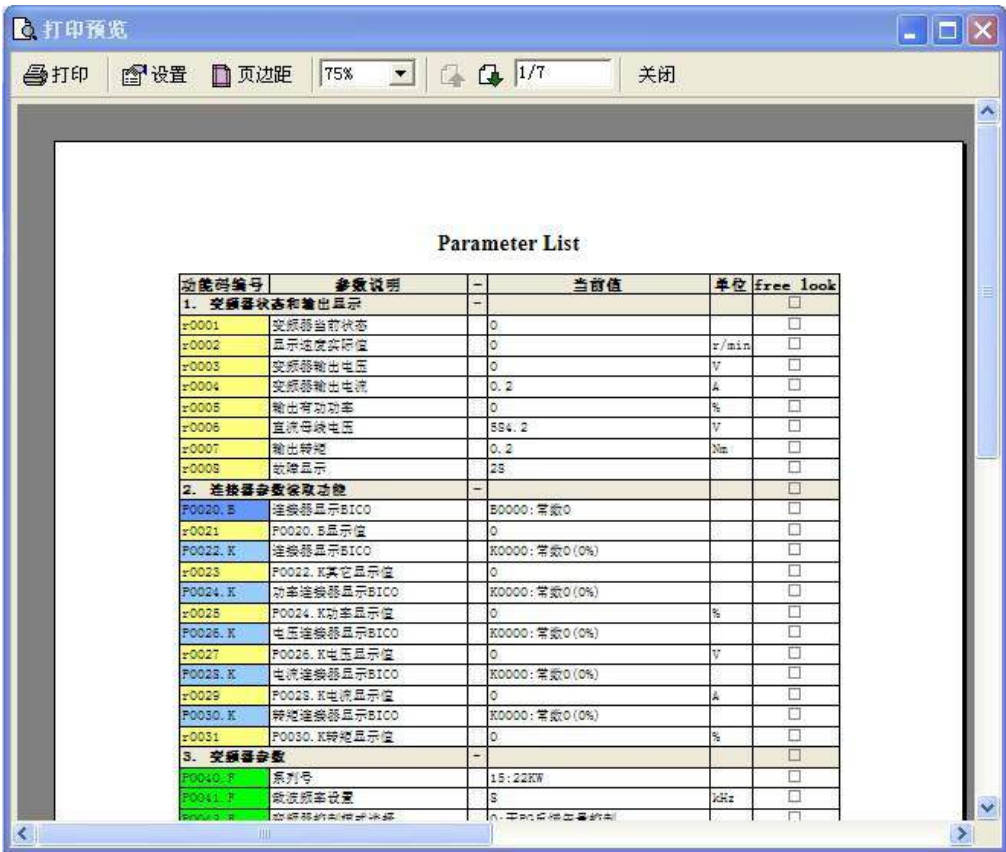 打印预览
打印 设置 页边距 75% 1/7 关闭
Parameter List
功能码编号 参数说明 - 当前值 单位 free look
1. 变频器状态和输出显示 -
r0001 变频器当前状态 0
r0002 显示速度实际值 0 r/min
r0003 变频器输出电压 0 V
r0004 变频器输出电流 0.2 A
r0005 输出有功功率 0 %
r0006 直流母线电压 584.2 V
r0007 输出转矩 0.2 Nm
r0008 故障显示 28
2. 连接器参数读取功能 -
P0020.B 连接器显示BICO B0000:常数0
r0021 P0020.B显示值 0
P0022.K 连接器显示BICO K0000:常数0(0%)
r0023 P0022.K其它显示值 0
P0024.K 功率连接器显示BICO K0000:常数0(0%)
r0025 P0024.K功率显示值 0 %
P0026.K 电压连接器显示BICO K0000:常数0(0%)
r0027 P0026.K电压显示值 0 V
P0028.K 电流连接器显示BICO K0000:常数0(0%)
r0029 P0028.K电流显示值 0 A
P0030.K 转矩连接器显示BICO K0000:常数0(0%)
r0031 P0030.K转矩显示值 0 %
3. 变频器参数 -
P0040.F 系列号 15:22KW
P0041.F 载波频率设置 8 kHz